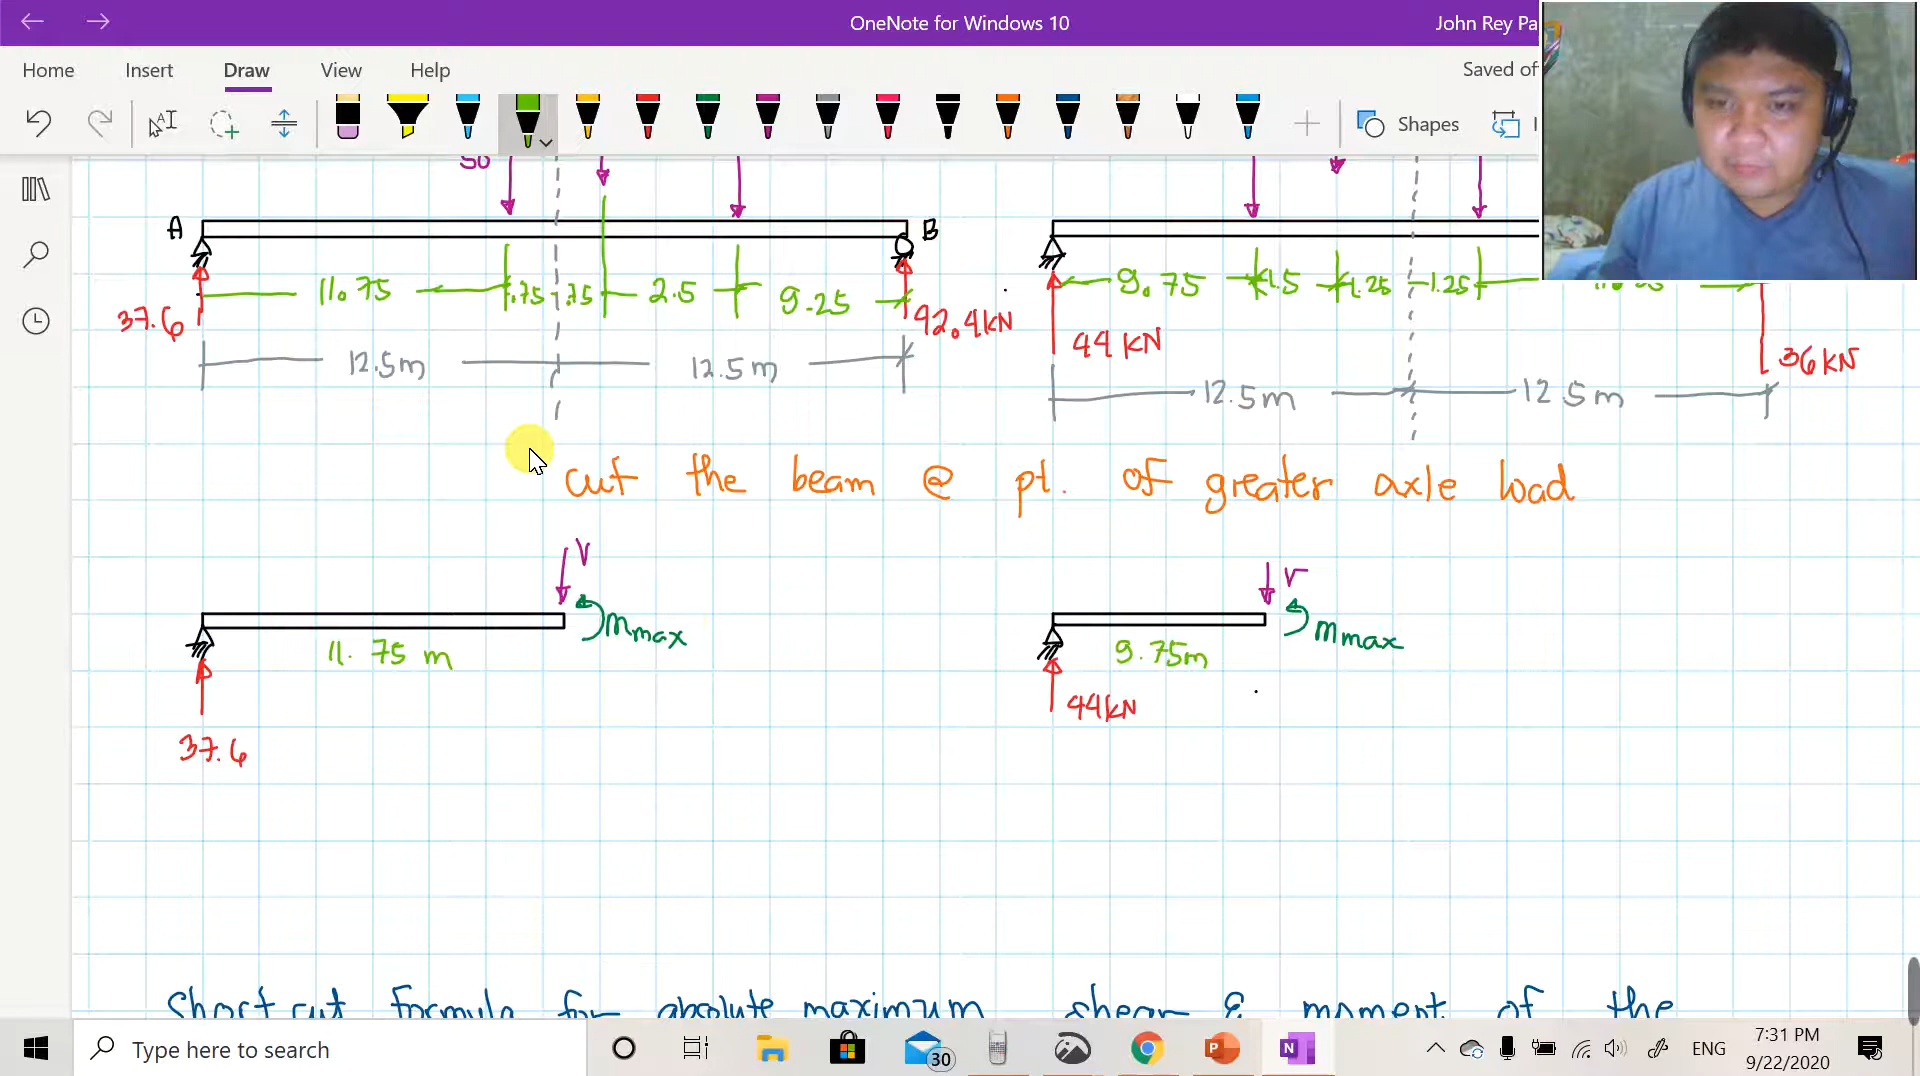 OneNote for Windows 10
John Rey Pa
Home Insert Draw View Help
Saved of
Shapes
50
A B
11.75 .75 .75 2.5 9.25
37.6 92.4kN
12.5m 12.5m
9.75 1.5 1.25 1.25
44 kN 36 kN
12.5m 12.5m
cut the beam @ pt. of greater axle load
V V
Mmax Mmax
11.75 m 9.75m
37.6 44kN
Short cut formula for absolute maximum shear & moment of the
Type here to search
30
ENG
7:31 PM
9/22/2020